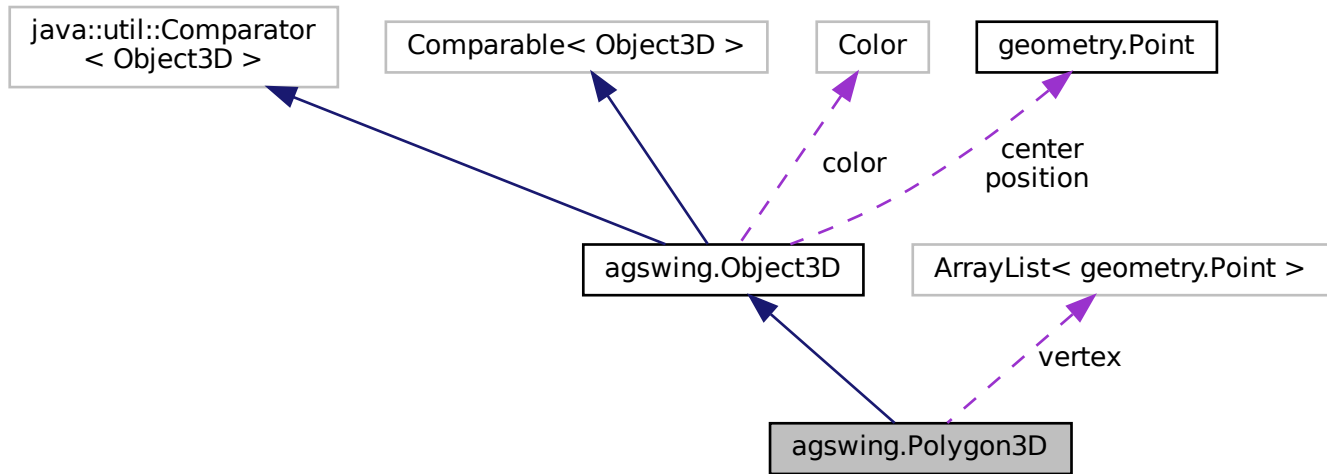 java::util::Comparator
< Object3D >
Comparable< Object3D >
Color
geometry.Point
color
center
position
agswing.Object3D
ArrayList< geometry.Point >
vertex
agswing.Polygon3D